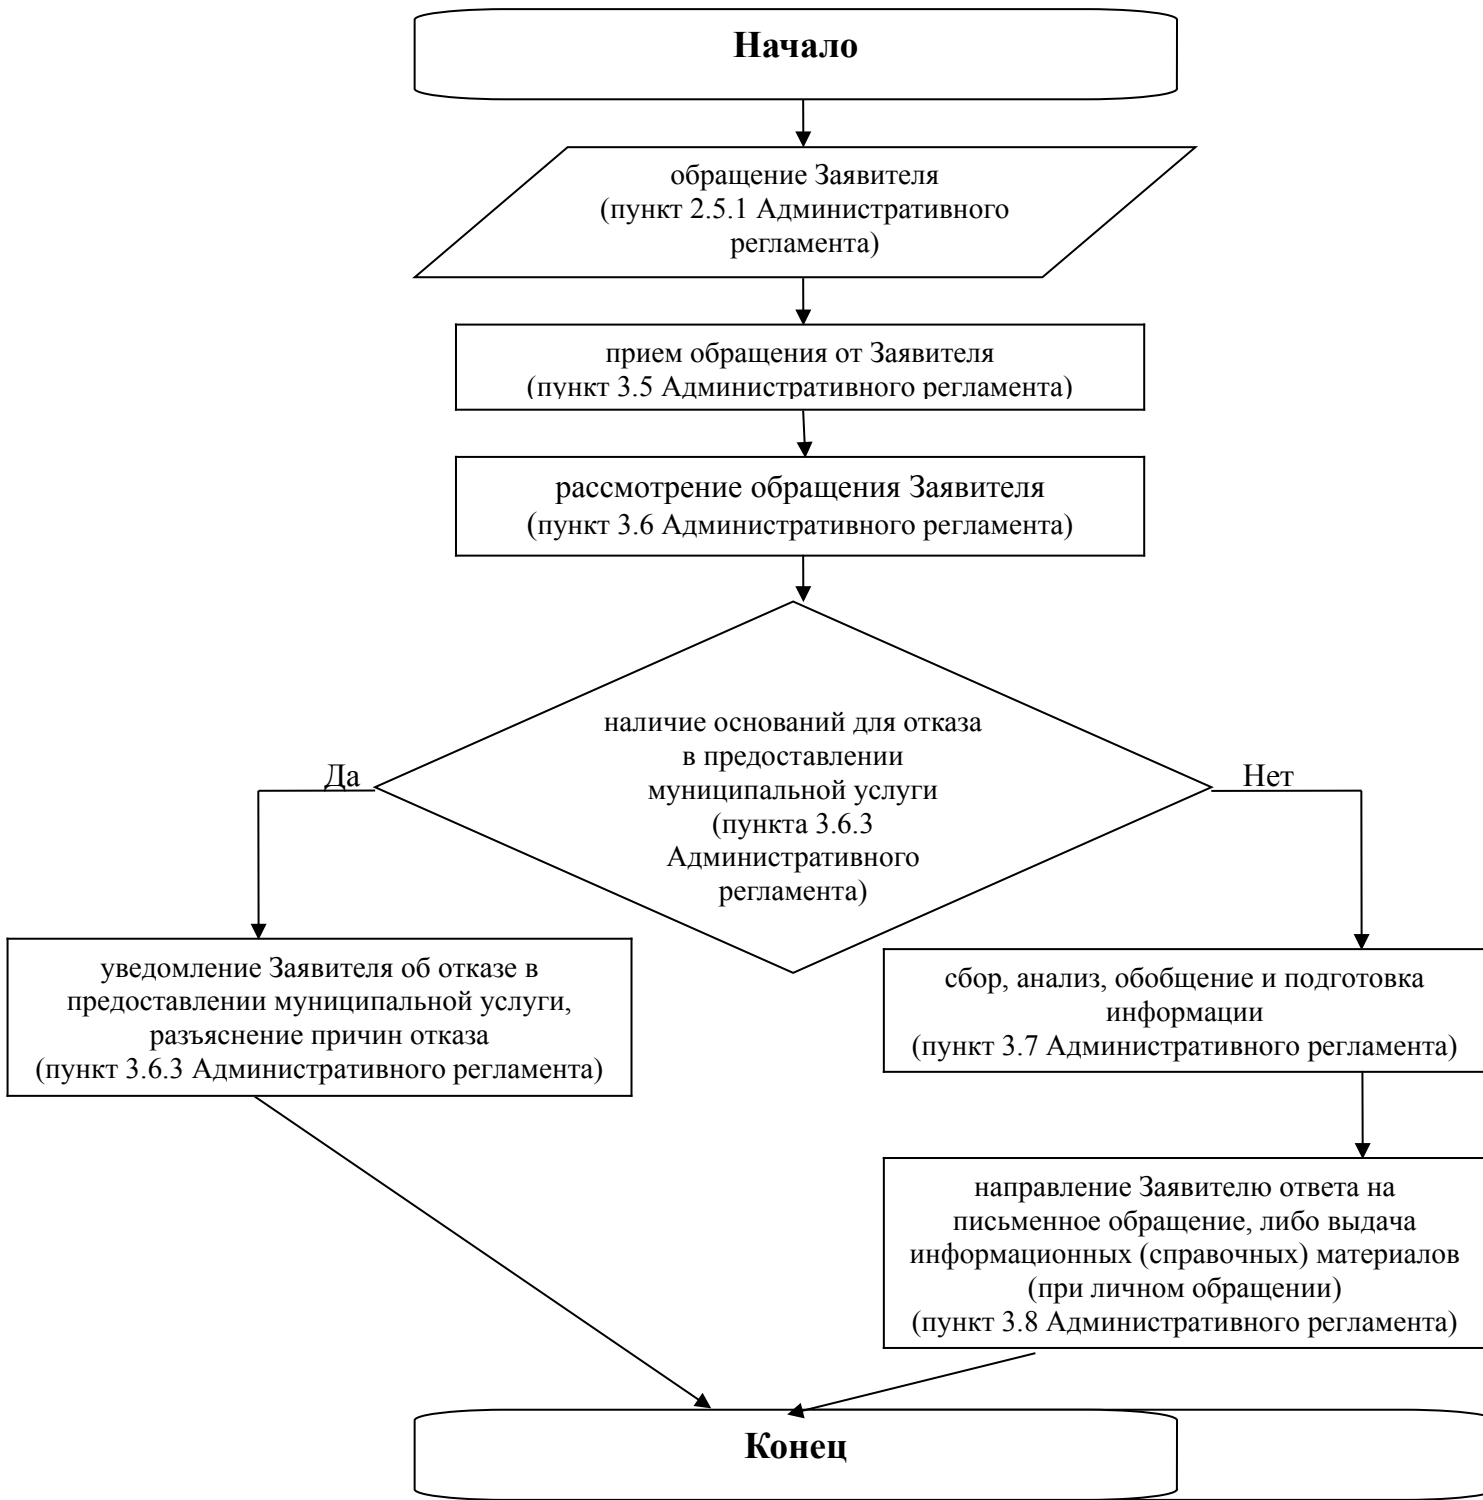 Начало
обращение Заявителя
(пункт 2.5.1 Административного
регламента)
прием обращения от Заявителя
(пункт 3.5 Административного регламента)
рассмотрение обращения Заявителя
(пункт 3.6 Административного регламента)
наличие оснований для отказа
в предоставлении
муниципальной услуги
(пункта 3.6.3
Административного
регламента)
Да
Нет
уведомление Заявителя об отказе в
предоставлении муниципальной услуги,
разъяснение причин отказа
(пункт 3.6.3 Административного регламента)
сбор, анализ, обобщение и подготовка
информации
(пункт 3.7 Административного регламента)
направление Заявителю ответа на
письменное обращение, либо выдача
информационных (справочных) материалов
(при личном обращении)
(пункт 3.8 Административного регламента)
Конец